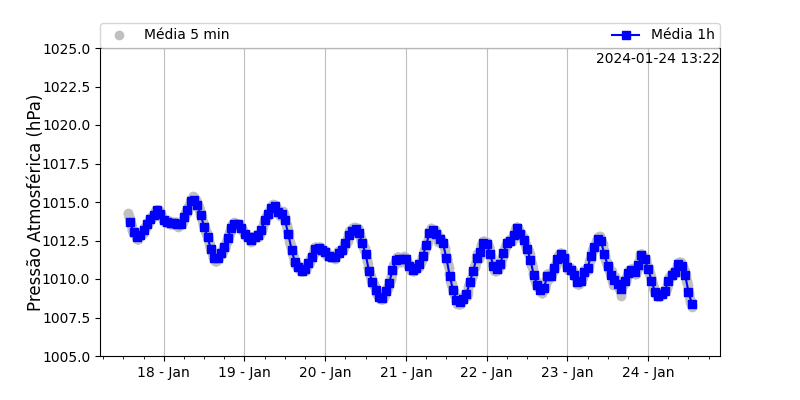 Média 5 min
Média 1h
2024-01-24 13:22
Pressão Atmosférica (hPa)
1025.0
1022.5
1020.0
1017.5
1015.0
1012.5
1010.0
1007.5
1005.0
18 - Jan
19 - Jan
20 - Jan
21 - Jan
22 - Jan
23 - Jan
24 - Jan